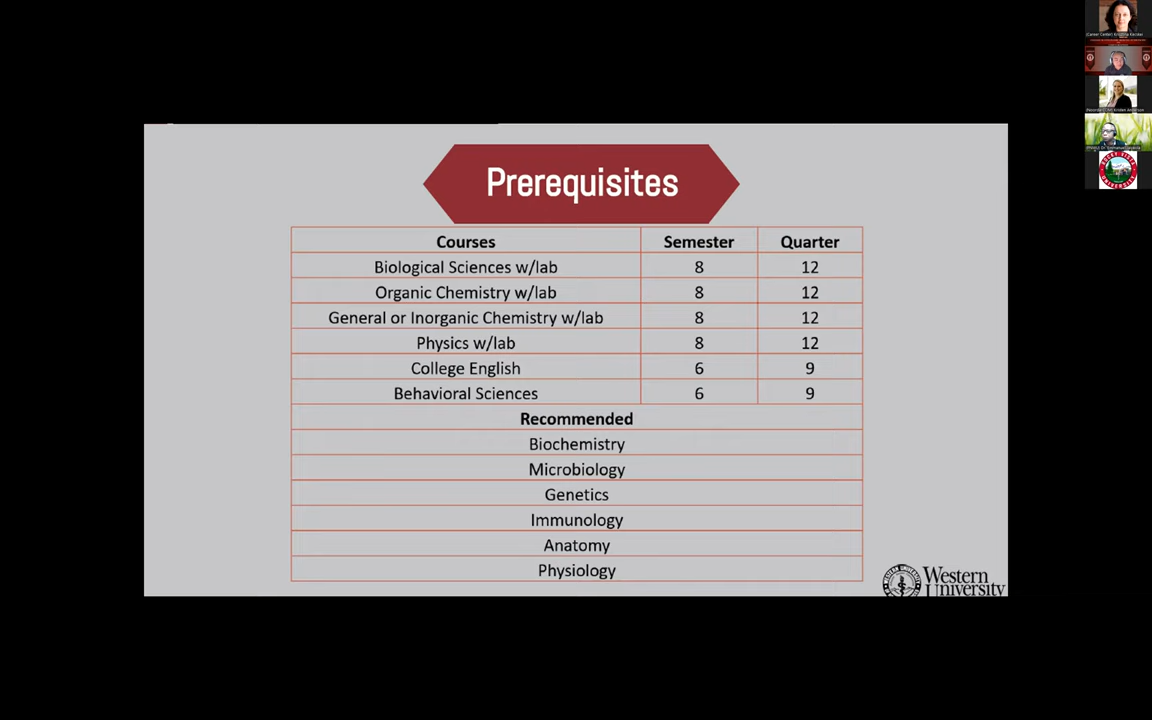 Prerequisites
Courses Semester Quarter
Biological Sciences w/lab 8 12
Organic Chemistry w/lab 8 12
General or Inorganic Chemistry w/lab 8 12
Physics w/lab 8 12
College English 6 9
Behavioral Sciences 6 9
Recommended
Biochemistry
Microbiology
Genetics
Immunology
Anatomy
Physiology
Western
University